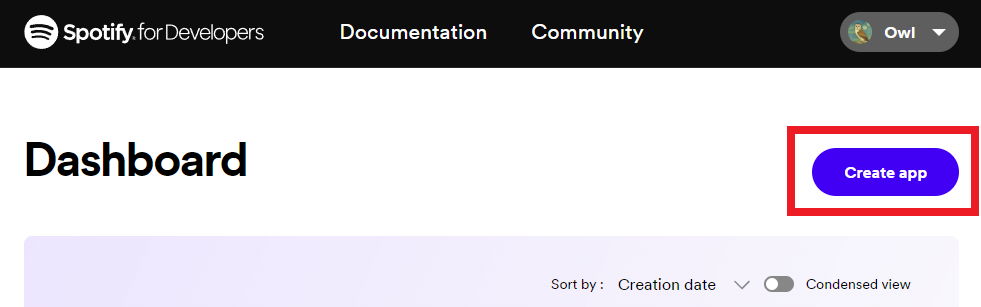 Spotify for Developers Documentation Community Owl
Dashboard
Create app
Sort by : Creation date Condensed view